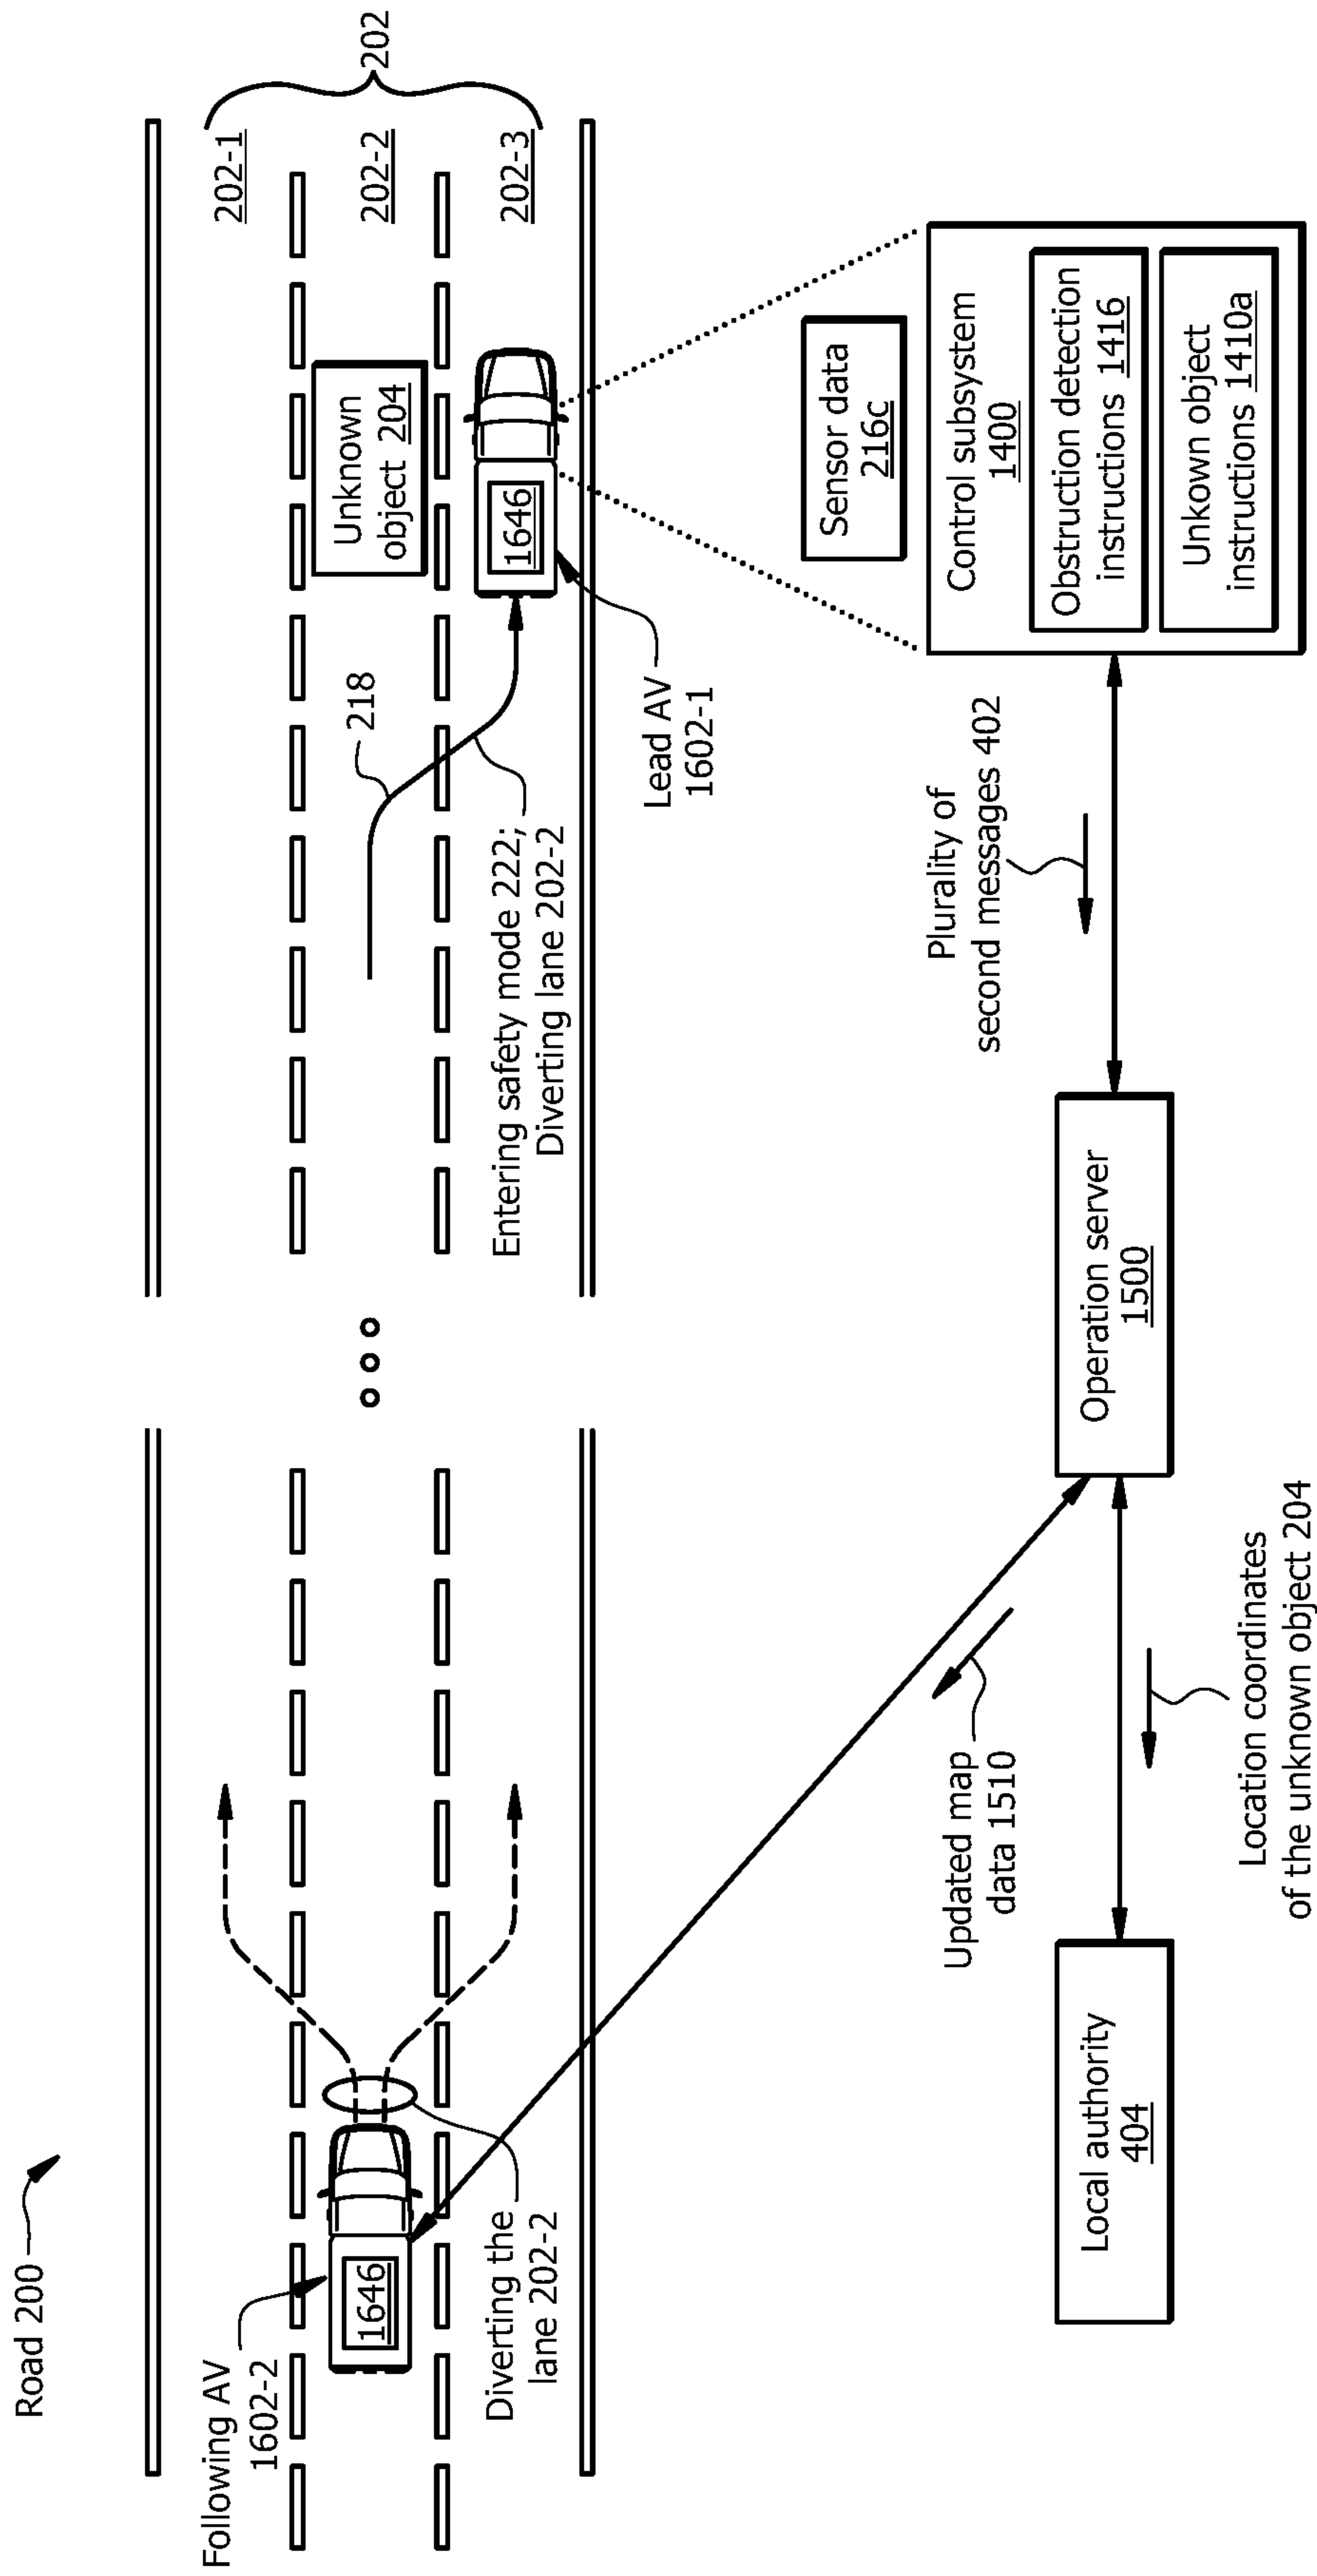 Road 200
202-1
202-2
202-3
202
Following AV
1602-2
1646
Diverting the
lane 202-2
218
Unknown
object 204
1646
Entering safety mode 222;
Diverting lane 202-2
Lead AV
1602-1
Sensor data
216c
Control subsystem
1400
Obstruction detection
instructions 1416
Unkown object
instructions 1410a
Plurality of
second messages 402
Operation server
1500
Updated map
data 1510
Location coordinates
of the unknown object 204
Local authority
404